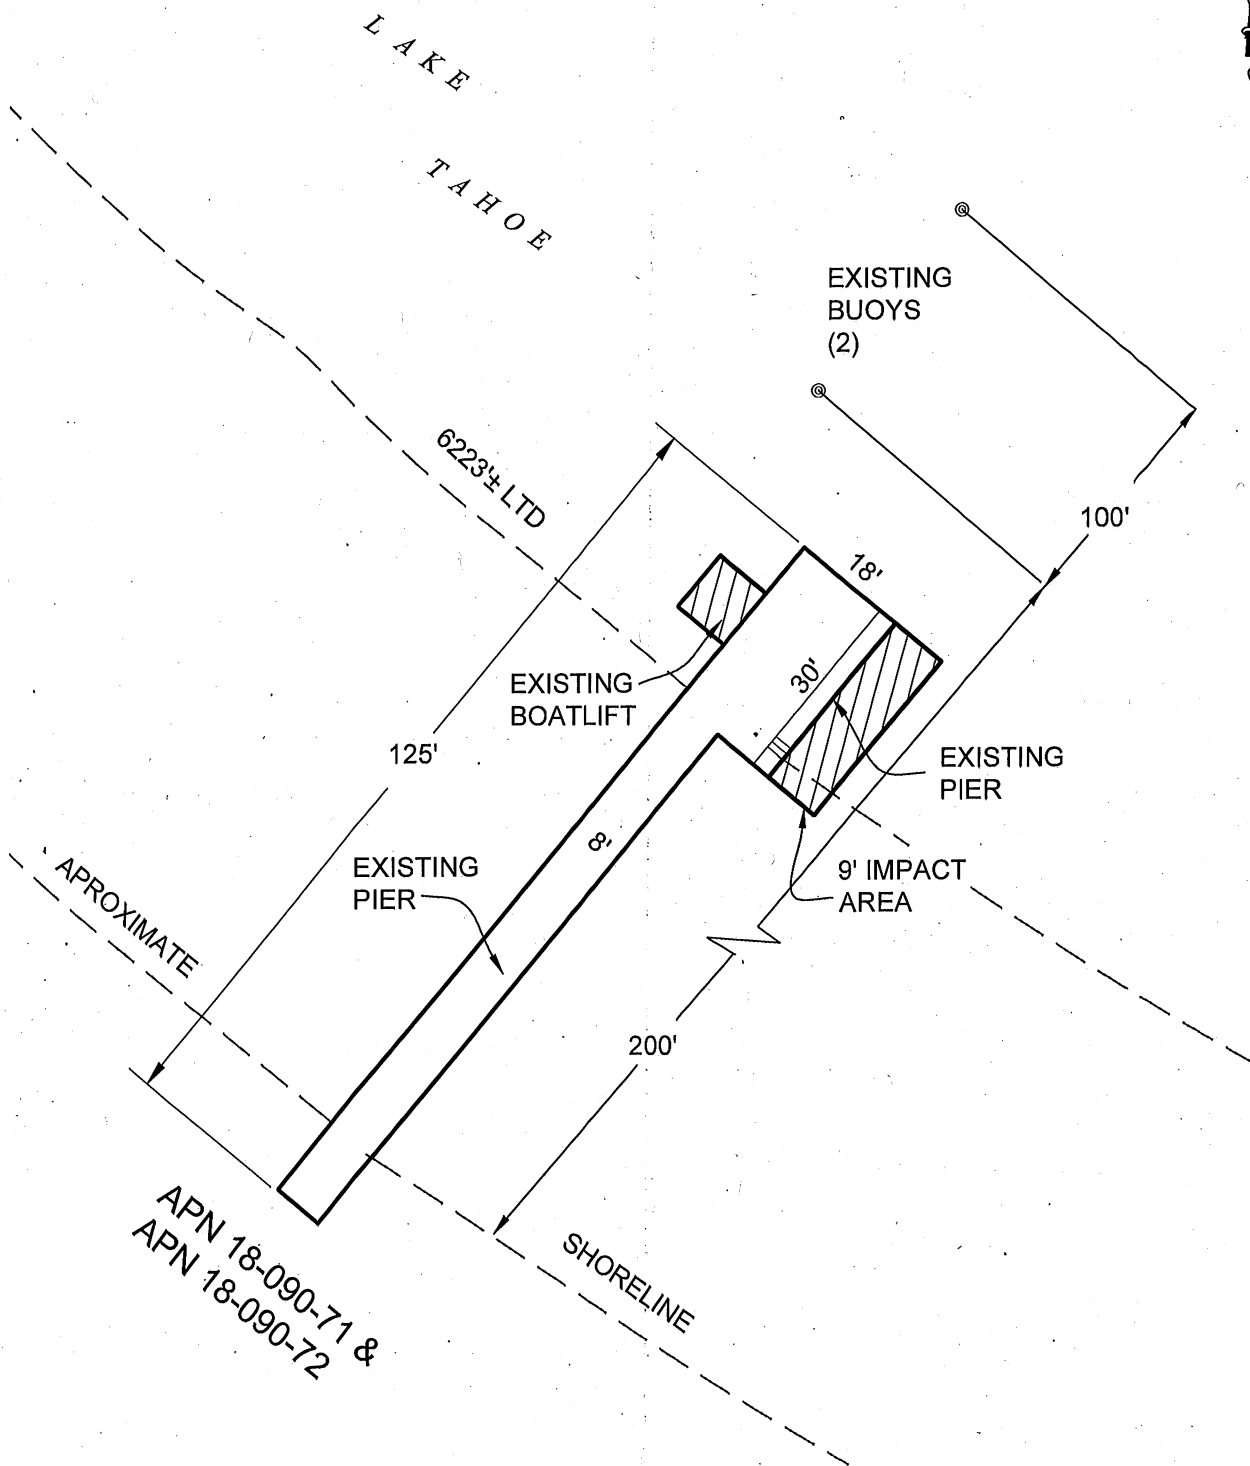 LAKE
TAHOE
EXISTING
BUOYS
(2)
6223'± LTD
100'
18'
EXISTING
BOATLIFT
30'
125'
EXISTING
PIER
8'
EXISTING
PIER
9' IMPACT
AREA
APROXIMATE
200'
SHORELINE
APN 18-090-71 &
APN 18-090-72